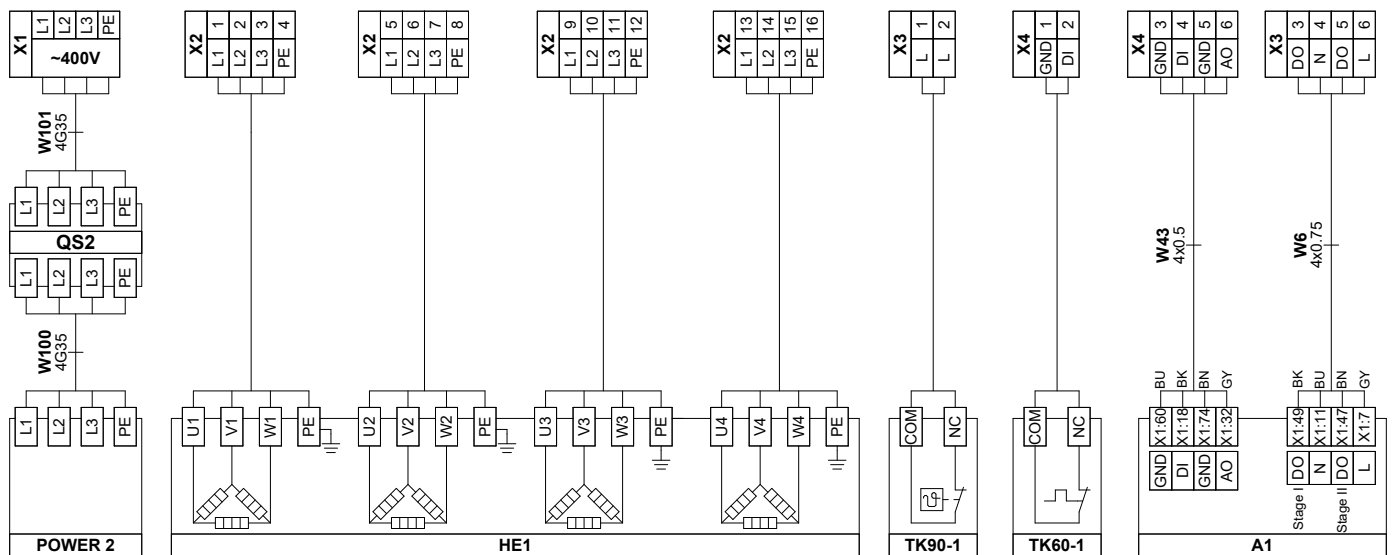 X1 L1 L2 L3 PE
~400V
X2 1 2 3 4
L1 L2 L3 PE
X2 5 6 7 8
L1 L2 L3 PE
X2 9 10 11 12
L1 L2 L3 PE
X2 13 14 15 16
L1 L2 L3 PE
X3 1 2
L L
X4 1 2
GND DI
X4 3 4 5 6
GND DI GND AO
X3 3 4 5 6
DO N DO L
W101
4G35
L1 L2 L3 PE
QS2
L1 L2 L3 PE
W100
4G35
W43
4x0.5
W6
4x0.75
BU BK BN GY
BK BU BN GY
L1 L2 L3 PE
U1 V1 W1 PE
U2 V2 W2 PE
U3 V3 W3 PE
U4 V4 W4 PE
COM NC
COM NC
X1:60 X1:18 X1:74 X1:32
X1:49 X1:11 X1:47 X1:7
GND DI GND AO
Stage I DO N Stage II DO L
ϑ
POWER 2
HE1
TK90-1
TK60-1
A1